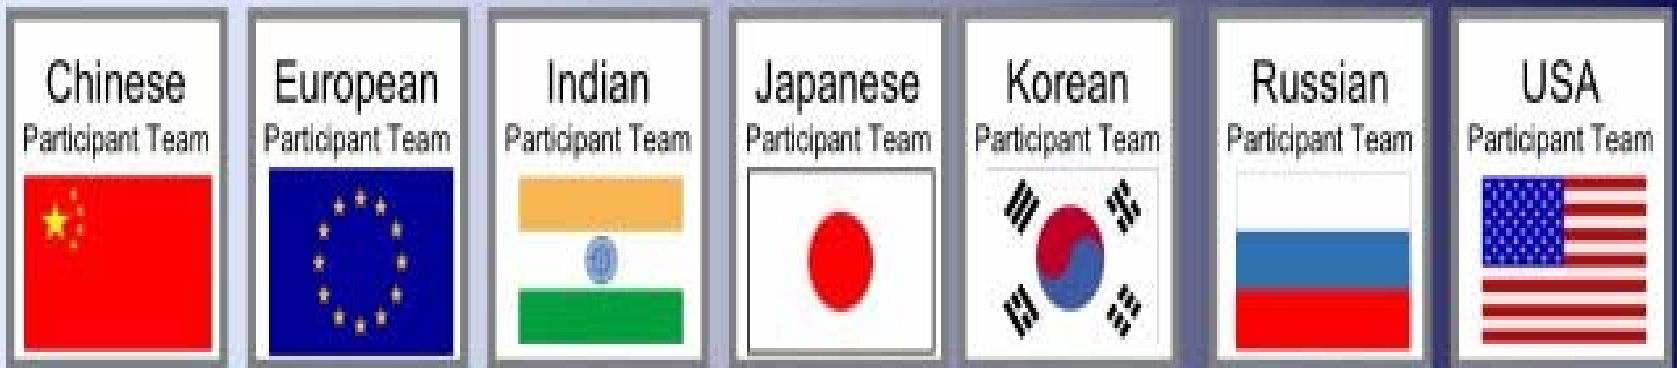 Chinese
Participant Team
European
Participant Team
Indian
Participant Team
Japanese
Participant Team
Korean
Participant Team
Russian
Participant Team
USA
Participant Team